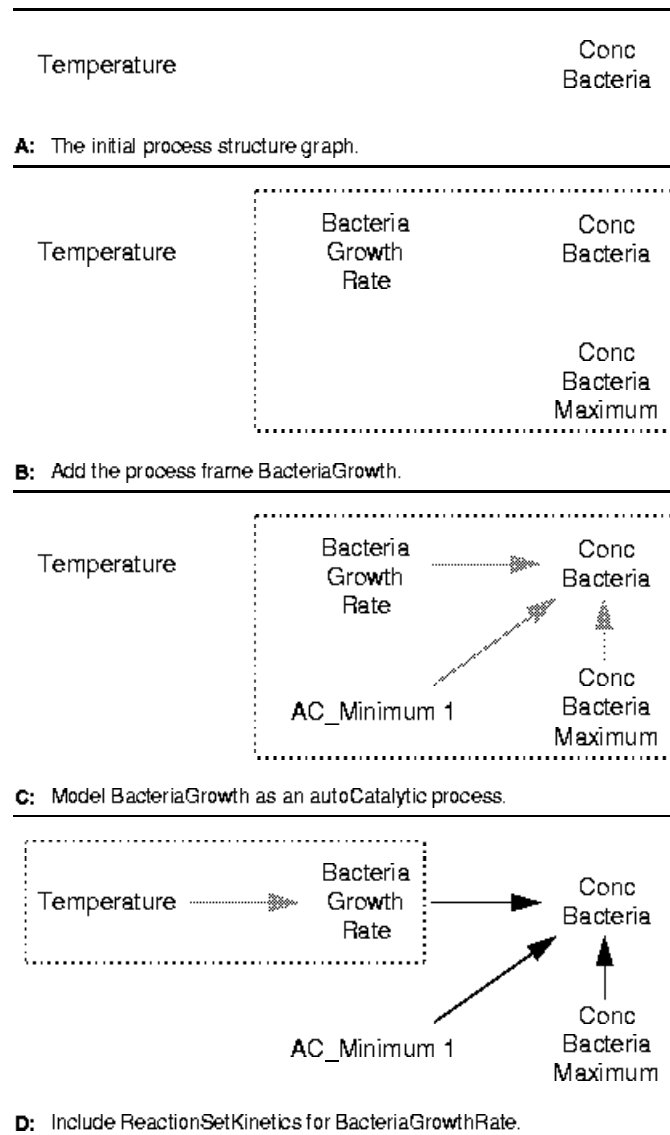 Temperature
Conc
Bacteria
A: The initial process structure graph.
Temperature
Bacteria
Growth
Rate
Conc
Bacteria
Conc
Bacteria
Maximum
B: Add the process frame BacteriaGrowth.
Temperature
Bacteria
Growth
Rate
Conc
Bacteria
AC_Minimum 1
Conc
Bacteria
Maximum
C: Model BacteriaGrowth as an autoCatalytic process.
Temperature
Bacteria
Growth
Rate
Conc
Bacteria
AC_Minimum 1
Conc
Bacteria
Maximum
D: Include ReactionSetKinetics for BacteriaGrowthRate.